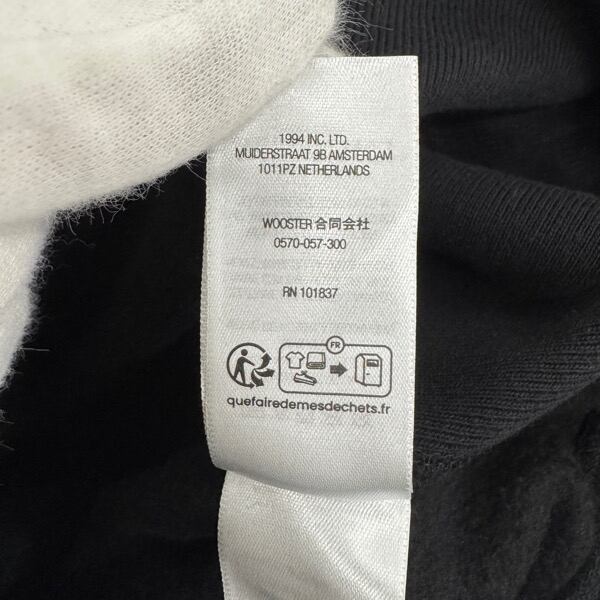 1994 INC. LTD.
MUIDERSTRAAT 9B AMSTERDAM
1011PZ NETHERLANDS
WOOSTER 合同会社
0570-057-300
RN 101837
FR
quefairedemesdechets.fr